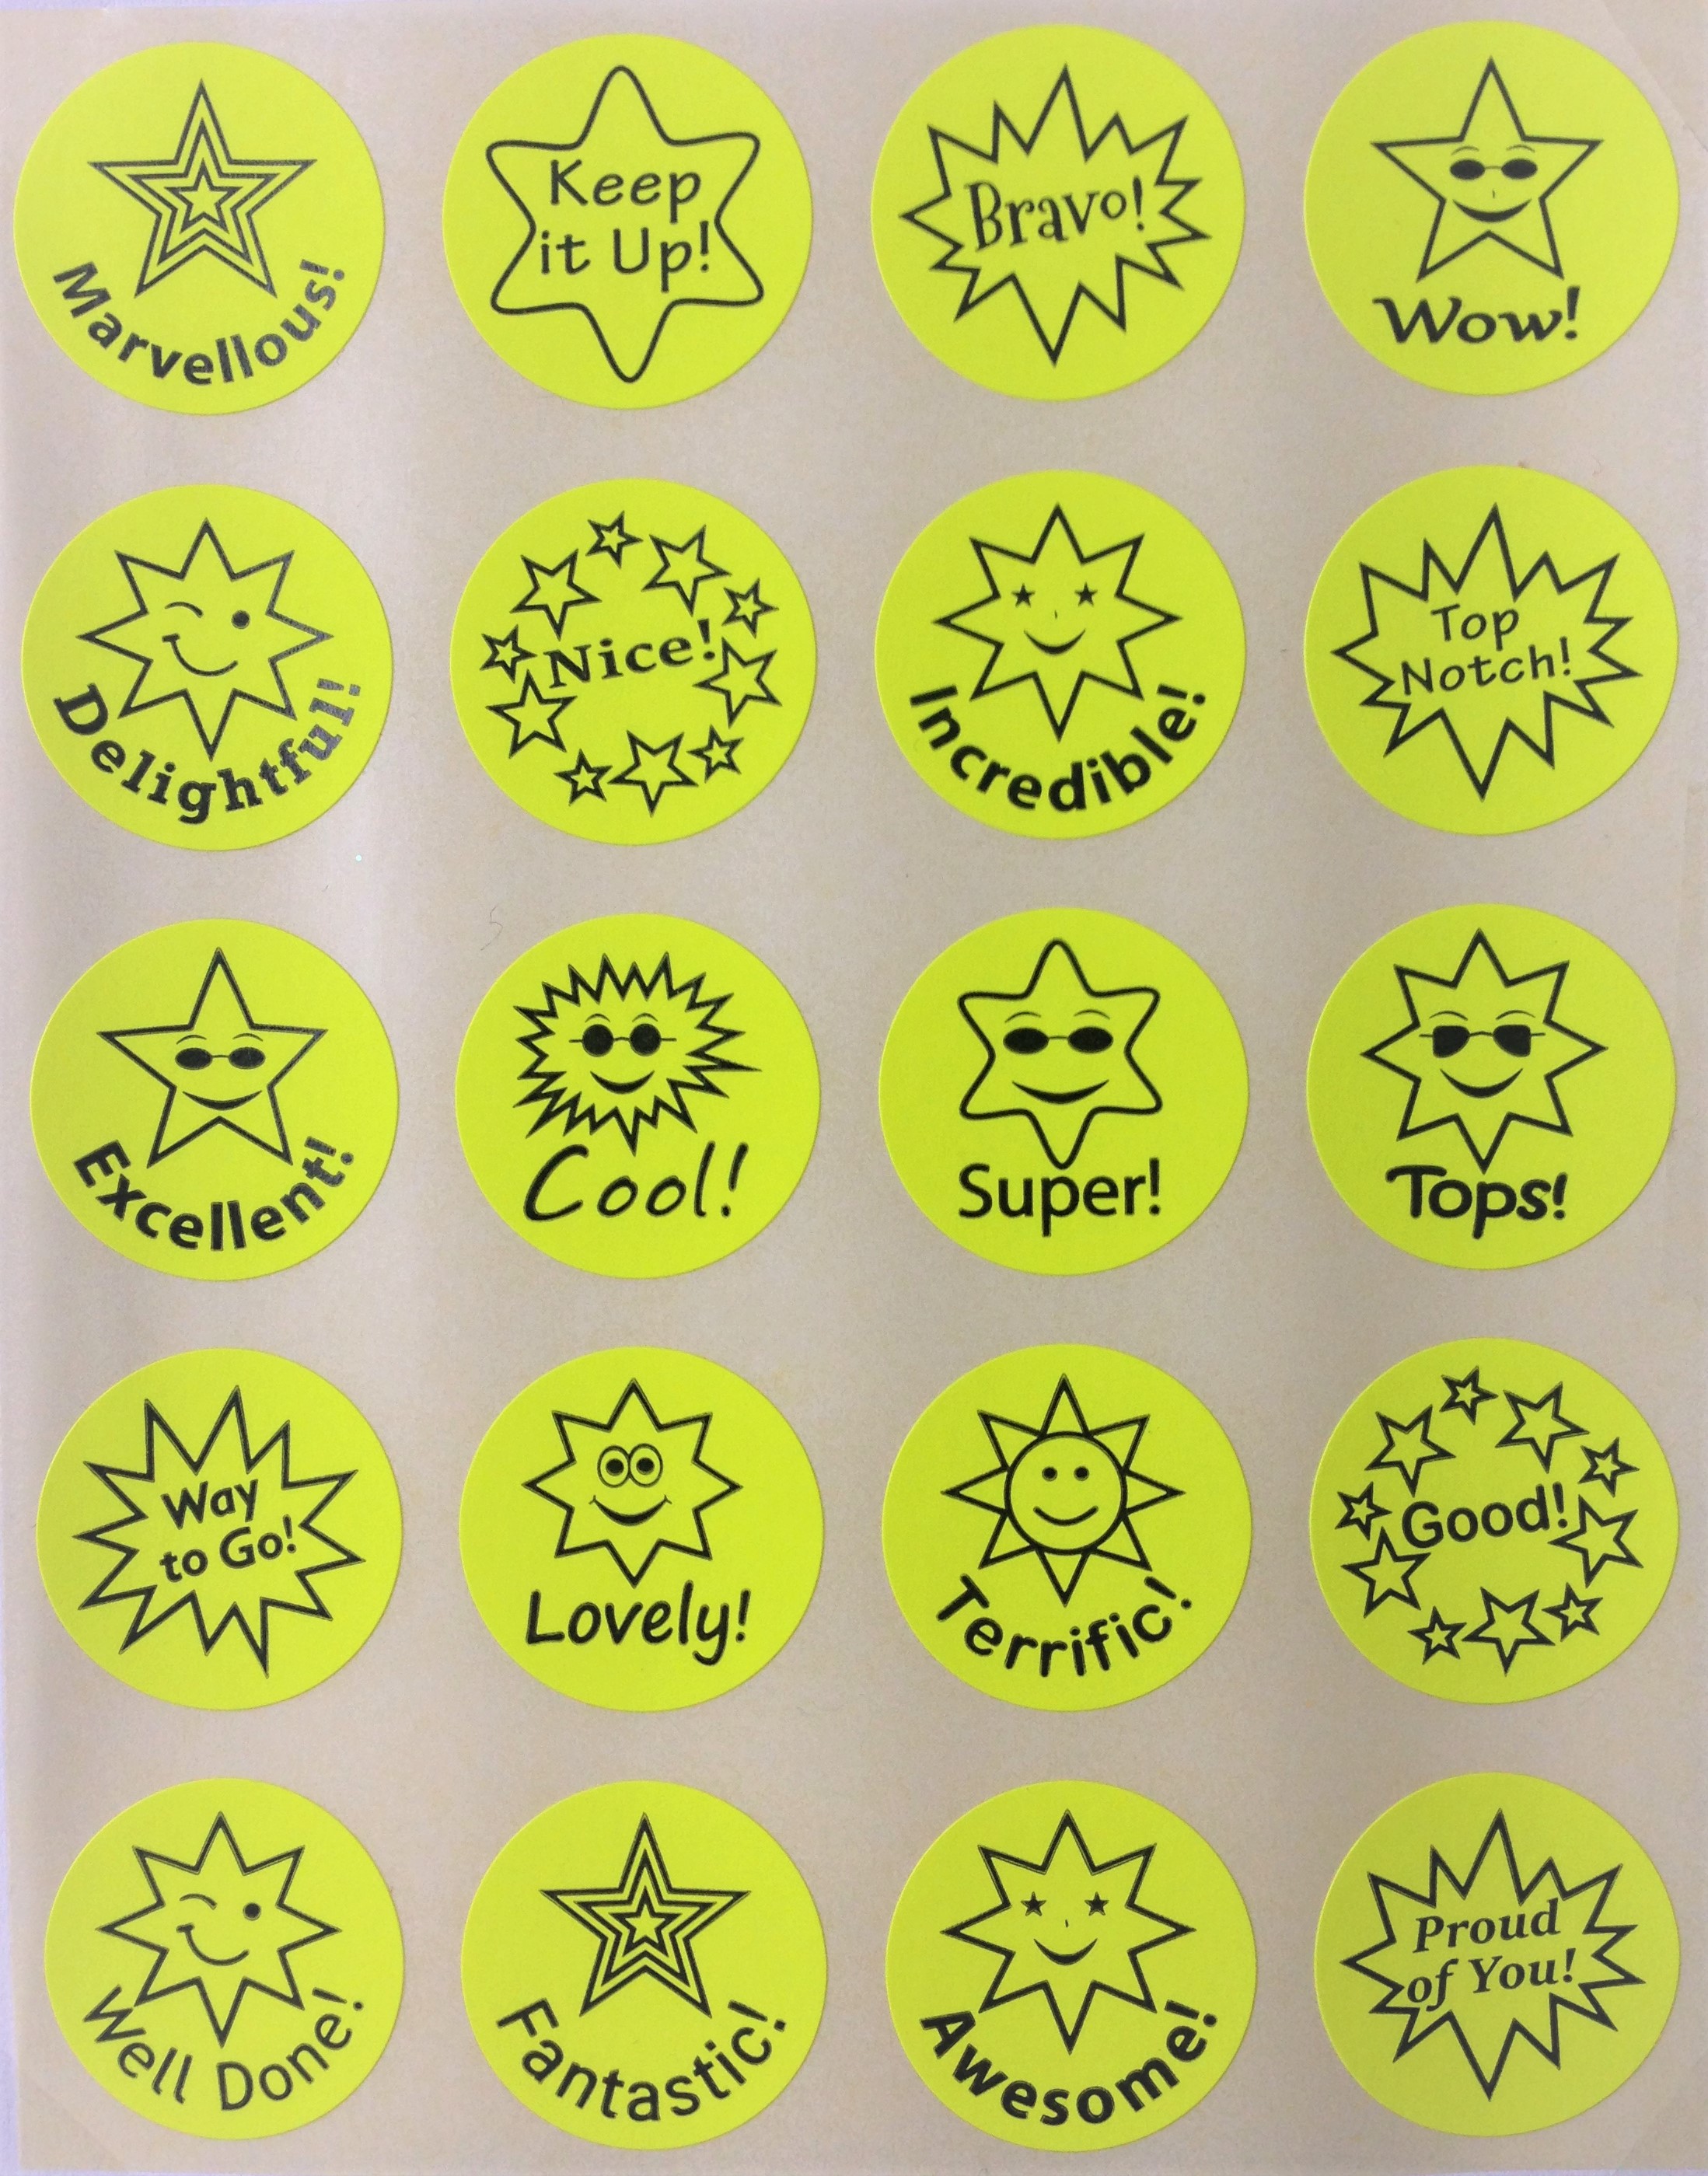 Marvellous!
Keep
it Up!
Bravo!
Wow!
Delightful!
Nice!
Incredible!
Top
Notch!
Excellent!
Cool!
Super!
Tops!
Way
to Go!
Lovely!
Terrific!
Good!
Well Done!
Fantastic!
Awesome!
Proud
of You!